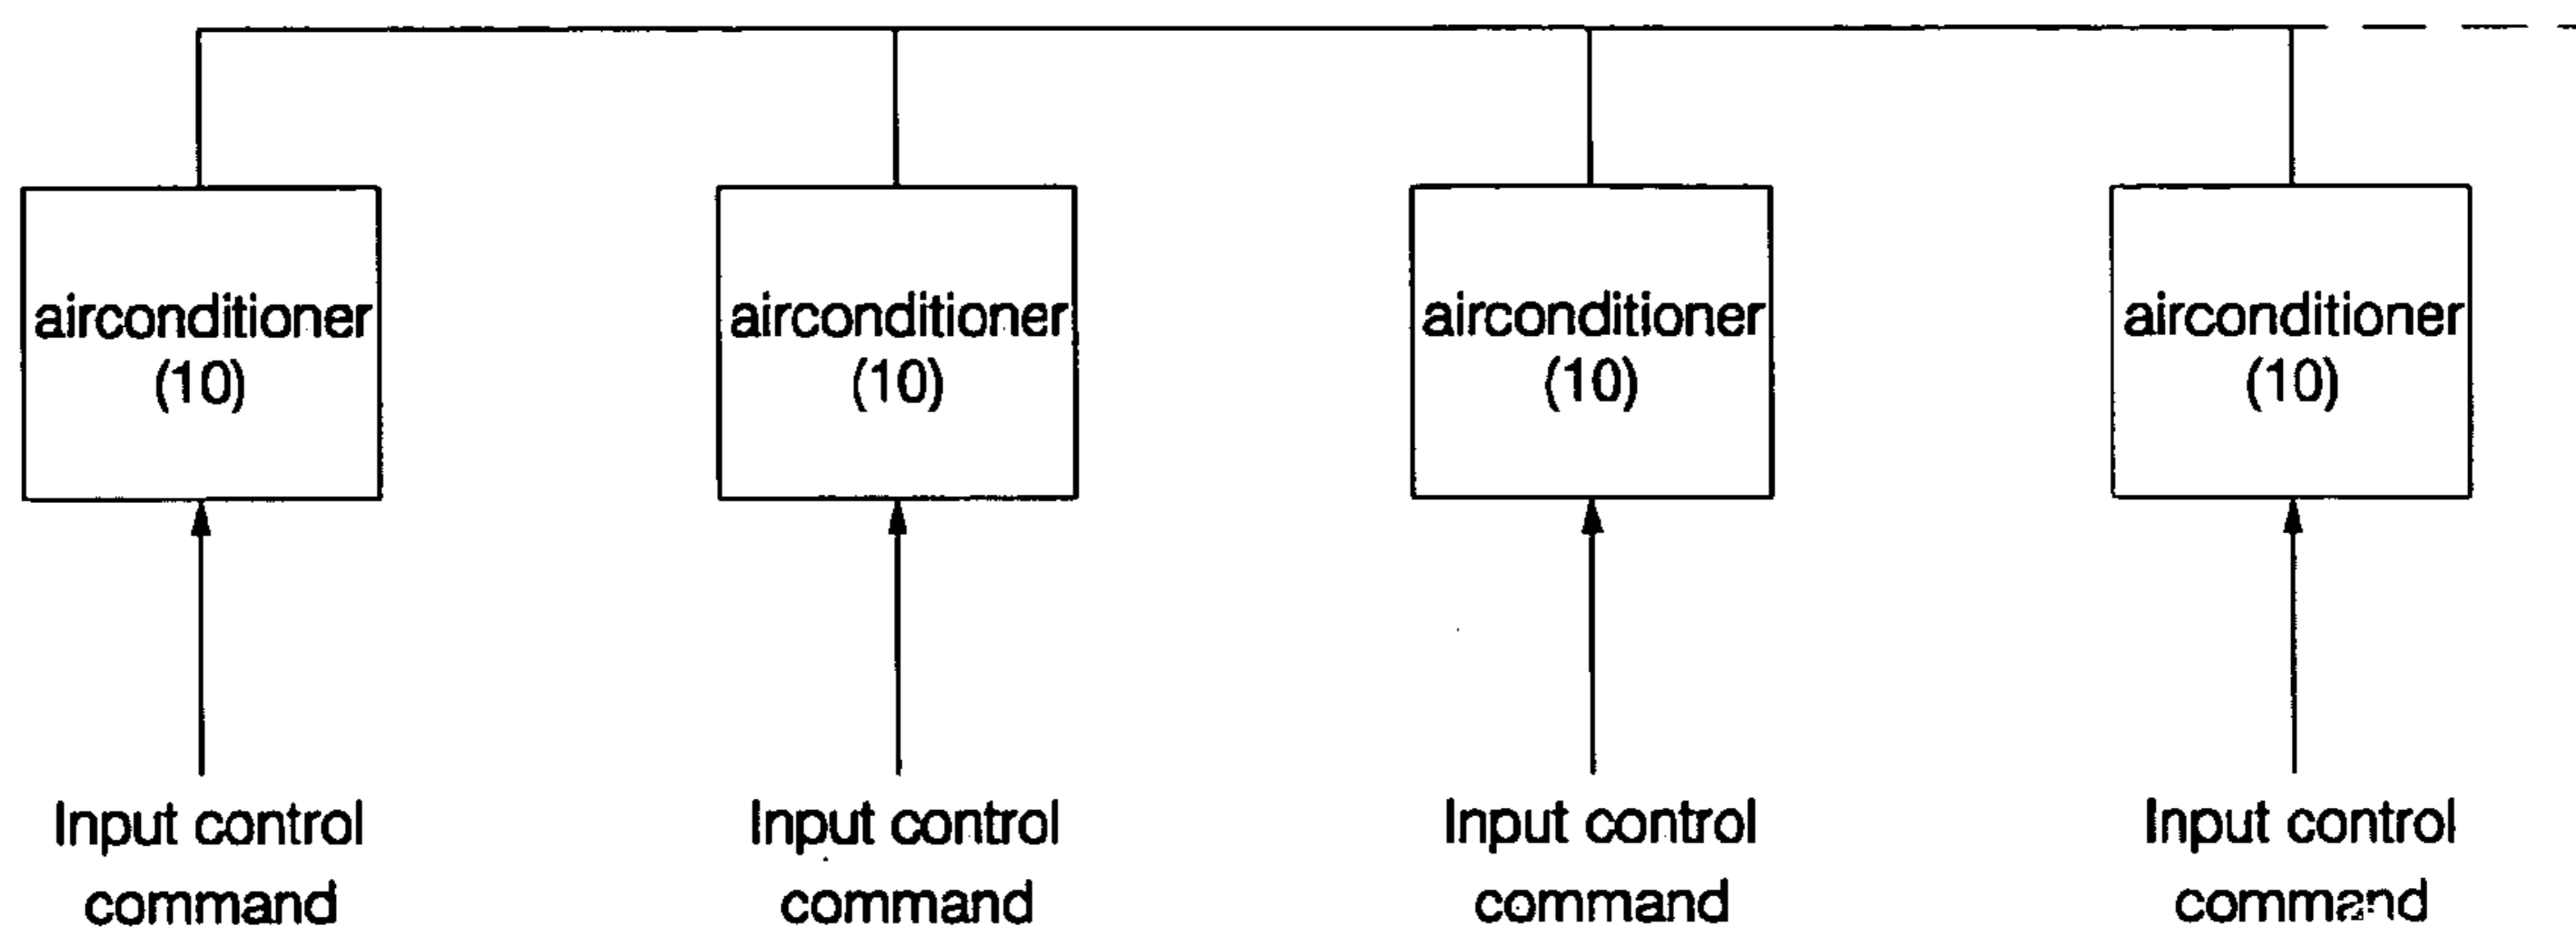 airconditioner
(10)
airconditioner
(10)
airconditioner
(10)
airconditioner
(10)
Input control
command
Input control
command
Input control
command
Input control
command